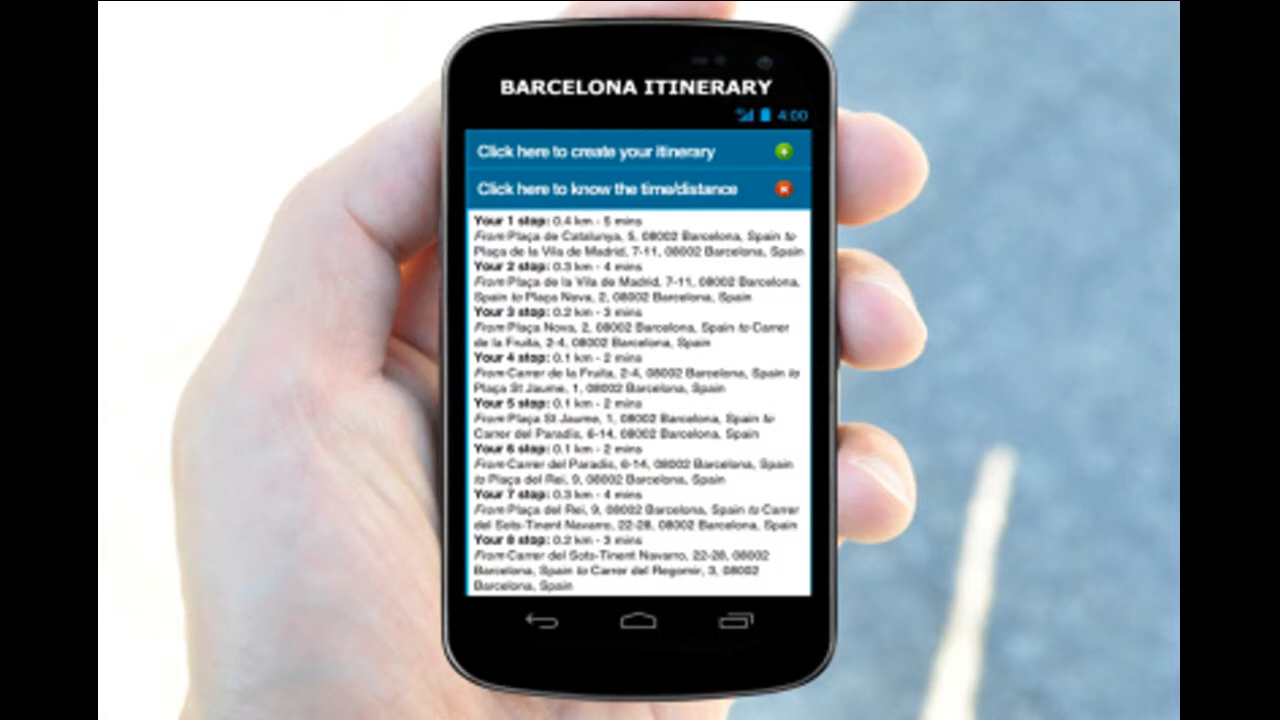 BARCELONA ITINERARY
4:00
Click here to create your itinerary
Click here to know the time/distance
Your 1 stop: 0.4 km - 5 mins
From Plaça de Catalunya, 5, 08002 Barcelona, Spain to
Plaça de la Vila de Madrid, 7-11, 08002 Barcelona, Spain
Your 2 stop: 0.3 km - 4 mins
From Plaça de la Vila de Madrid, 7-11, 08002 Barcelona,
Spain to Plaça Nova, 2, 08002 Barcelona, Spain
Your 3 stop: 0.2 km - 3 mins
From Plaça Nova, 2, 08002 Barcelona, Spain to Carrer
de la Fruita, 2-4, 08002 Barcelona, Spain
Your 4 stop: 0.1 km - 2 mins
From Carrer de la Fruita, 2-4, 08002 Barcelona, Spain to
Plaça St Jaume, 1, 08002 Barcelona, Spain
Your 5 stop: 0.1 km - 2 mins
From Plaça St Jaume, 1, 08002 Barcelona, Spain to
Carrer del Paradís, 6-14, 08002 Barcelona, Spain
Your 6 stop: 0.1 km - 2 mins
From Carrer del Paradís, 6-14, 08002 Barcelona, Spain
to Plaça del Rei, 9, 08002 Barcelona, Spain
Your 7 stop: 0.3 km - 4 mins
From Plaça del Rei, 9, 08002 Barcelona, Spain to Carrer
del Sots-Tinent Navarro, 22-28, 08002 Barcelona, Spain
Your 8 stop: 0.2 km - 3 mins
From Carrer del Sots-Tinent Navarro, 22-28, 08002
Barcelona, Spain to Carrer del Regomir, 3, 08002
Barcelona, Spain